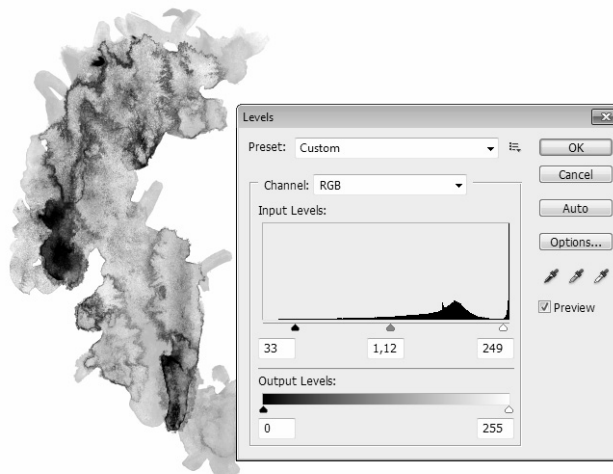 Levels
Preset: Custom
OK
Cancel
Auto
Options...
Preview
Channel: RGB
Input Levels:
33 1,12 249
Output Levels:
0 255